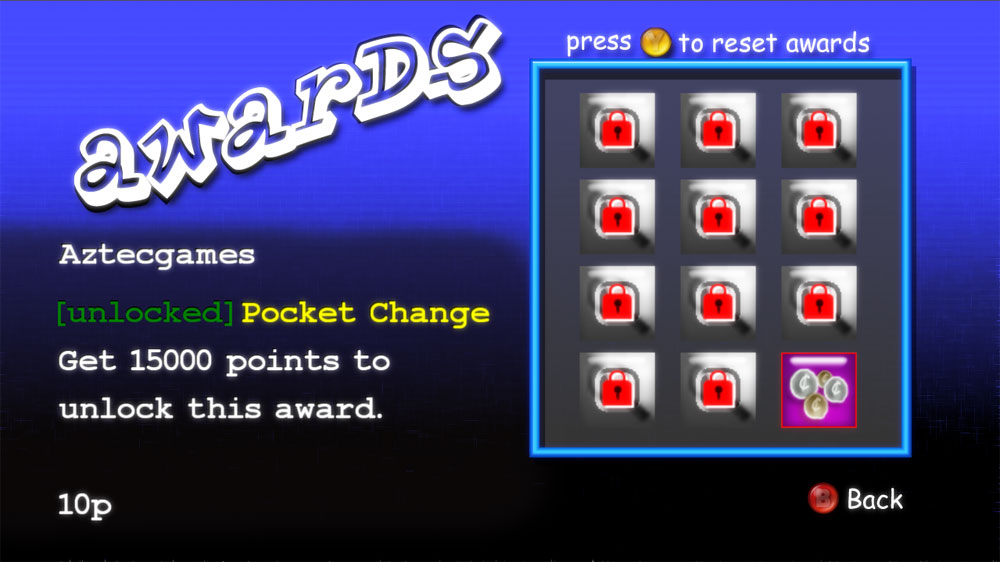 awarDS
press Y to reset awards
Aztecgames
[unlocked] Pocket Change
Get 15000 points to
unlock this award.
10p
B Back